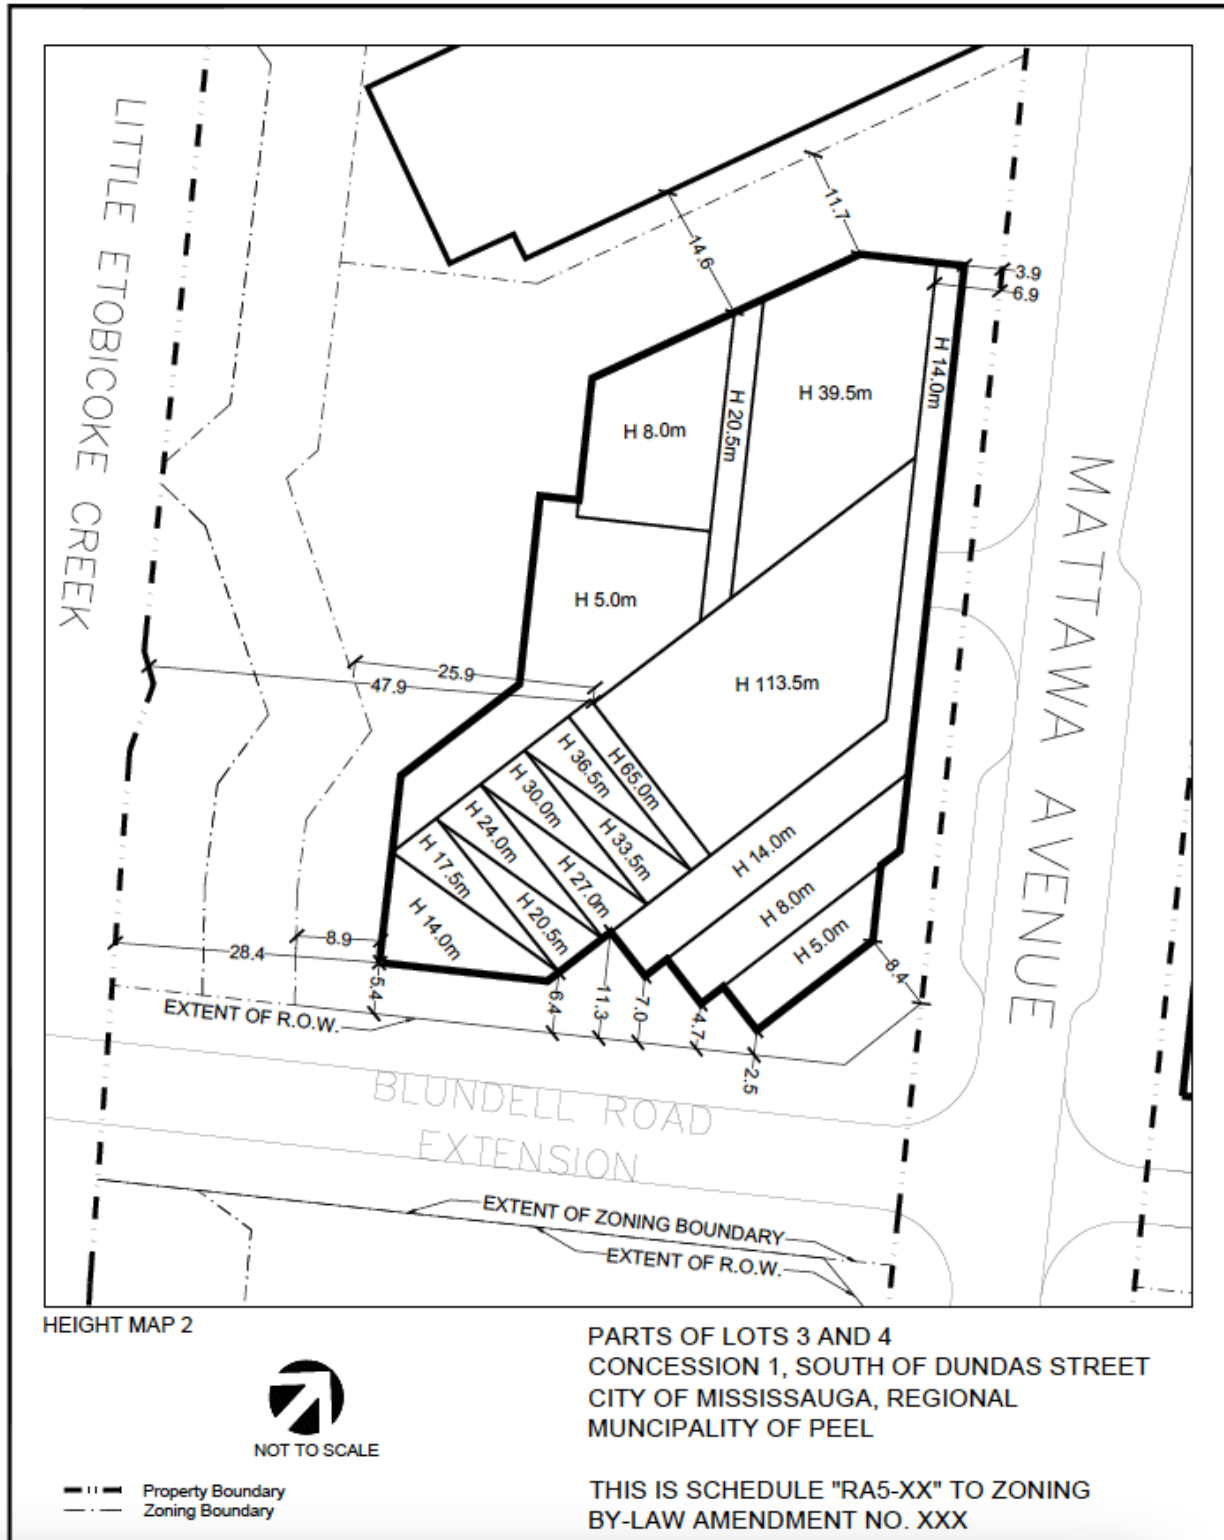 LITTLE ETOBICOKE CREEK
11.7
14.6
3.9
6.9
H 14.0m
H 39.5m
H 20.5m
H 8.0m
MATTAWA AVENUE
H 5.0m
25.9
47.9
H 113.5m
H 36.5m
H 65.0m
H 30.0m
H 33.5m
H 24.0m
H 27.0m
H 17.5m
H 20.5m
H 14.0m
H 14.0m
H 8.0m
H 5.0m
8.9
28.4
5.4
6.4
11.3
7.0
4.7
2.5
8.4
EXTENT OF R.O.W.
BLUNDELL ROAD
EXTENSION
EXTENT OF ZONING BOUNDARY
EXTENT OF R.O.W.
HEIGHT MAP 2
NOT TO SCALE
Property Boundary
Zoning Boundary
PARTS OF LOTS 3 AND 4
CONCESSION 1, SOUTH OF DUNDAS STREET
CITY OF MISSISSAUGA, REGIONAL
MUNCIPALITY OF PEEL
THIS IS SCHEDULE "RA5-XX" TO ZONING
BY-LAW AMENDMENT NO. XXX